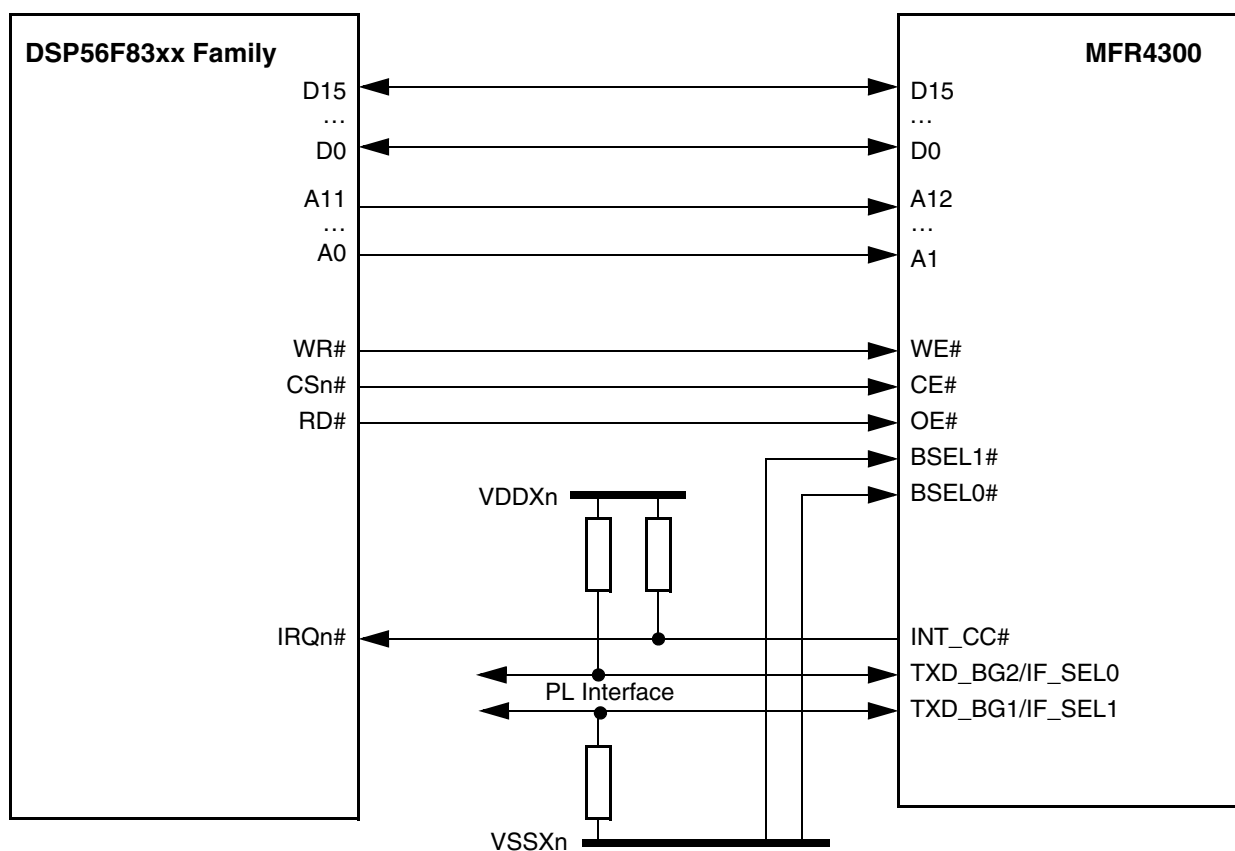 DSP56F83xx Family
MFR4300
D15
D15
...
...
D0
D0
A11
A12
...
...
A0
A1
WR#
WE#
CSn#
CE#
RD#
OE#
BSEL1#
VDDXn
BSEL0#
IRQn#
INT_CC#
TXD_BG2/IF_SEL0
PL Interface
TXD_BG1/IF_SEL1
VSSXn